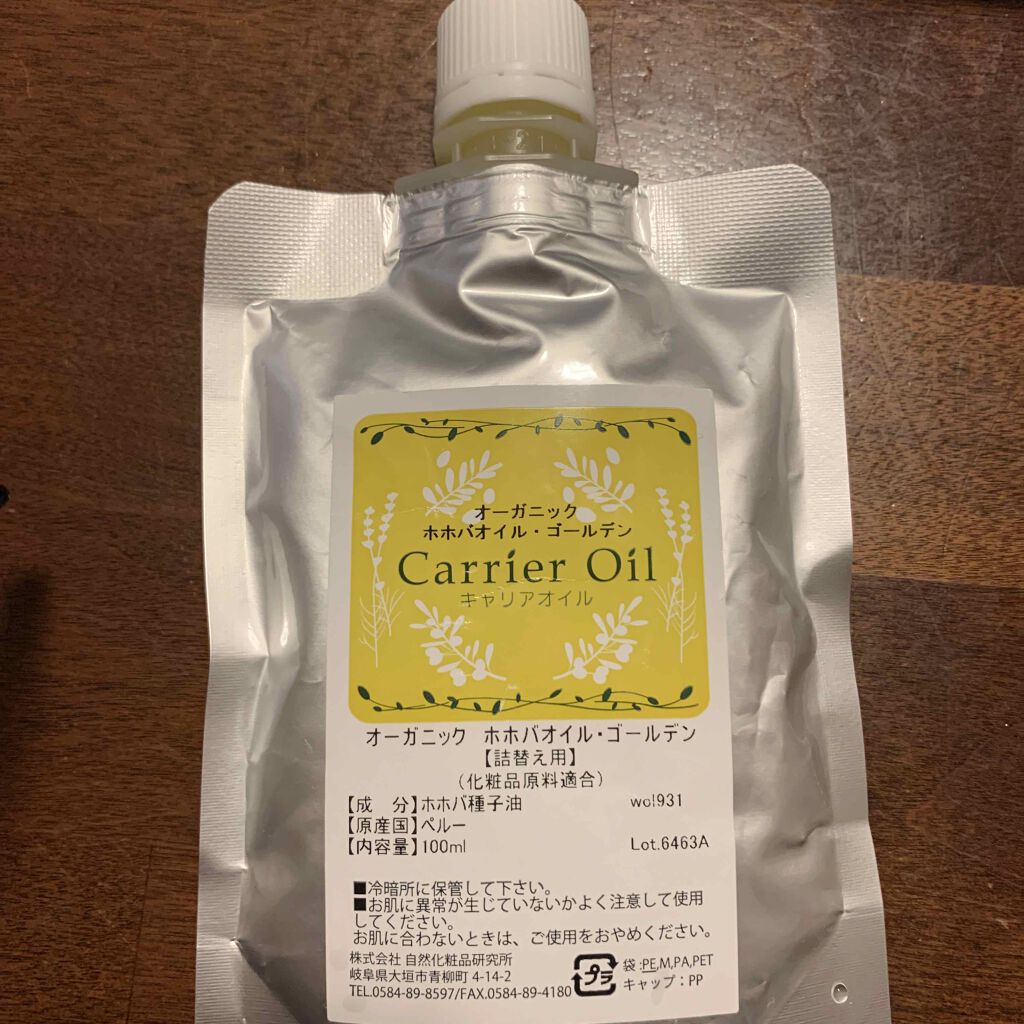 オーガニック
ホホバオイル・ゴールデン
Carrier Oil
キャリアオイル
オーガニック ホホバオイル・ゴールデン
【詰替え用】
（化粧品原料適合）
【成 分】ホホバ種子油 wol931
【原産国】ペルー
【内容量】100ml Lot.6463A
■冷暗所に保管して下さい。
■お肌に異常が生じていないかよく注意して使用
してください。
お肌に合わないときは、ご使用をおやめください。
株式会社 自然化粧品研究所
岐阜県大垣市青柳町 4-14-2
TEL.0584-89-8597/FAX.0584-89-4180
プラ
袋:PE,M,PA,PET
キャップ：PP